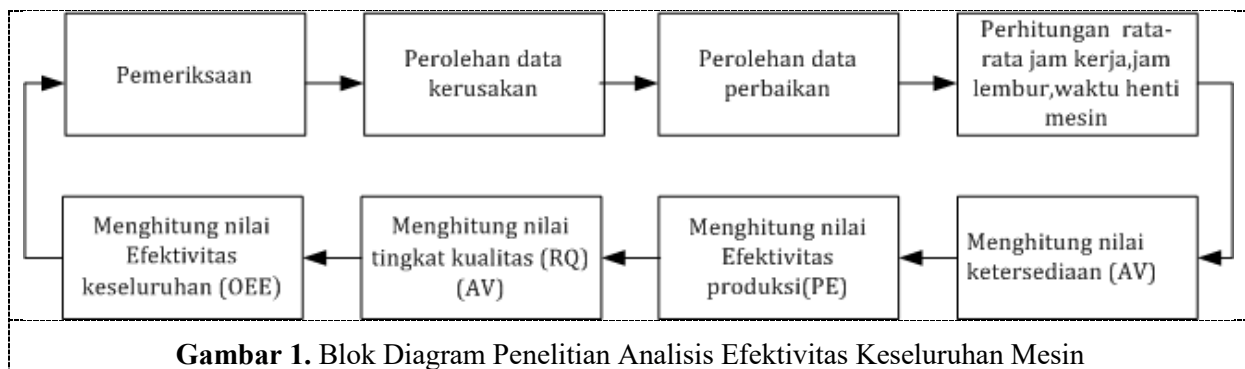 Pemeriksaan
Perolehan data
kerusakan
Perolehan data
perbaikan
Perhitungan rata-
rata jam kerja,jam
lembur,waktu henti
mesin
Menghitung nilai
ketersediaan (AV)
Menghitung nilai
Efektivitas
produksi(PE)
Menghitung nilai
tingkat kualitas (RQ)
(AV)
Menghitung nilai
Efektivitas
keseluruhan (OEE)
Gambar 1. Blok Diagram Penelitian Analisis Efektivitas Keseluruhan Mesin